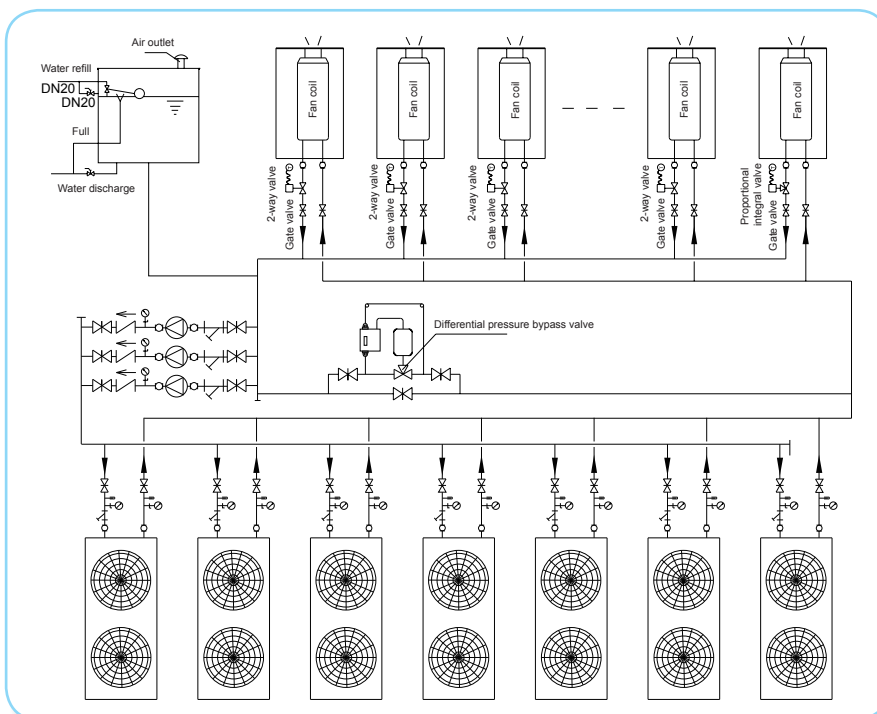 Air outlet
Water refill
DN20
DN20
Full
Water discharge
Fan coil
Fan coil
Fan coil
Fan coil
Fan coil
2-way valve
Gate valve
2-way valve
Gate valve
2-way valve
Gate valve
2-way valve
Gate valve
Proportional
integral valve
Gate valve
Differential pressure bypass valve